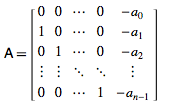 A = [ 0 0 ⋯ 0 −a₀
1 0 ⋯ 0 −a₁
0 1 ⋯ 0 −a₂
⋮ ⋮ ⋱ ⋱ ⋮
0 0 ⋯ 1 −aₙ₋₁ ]